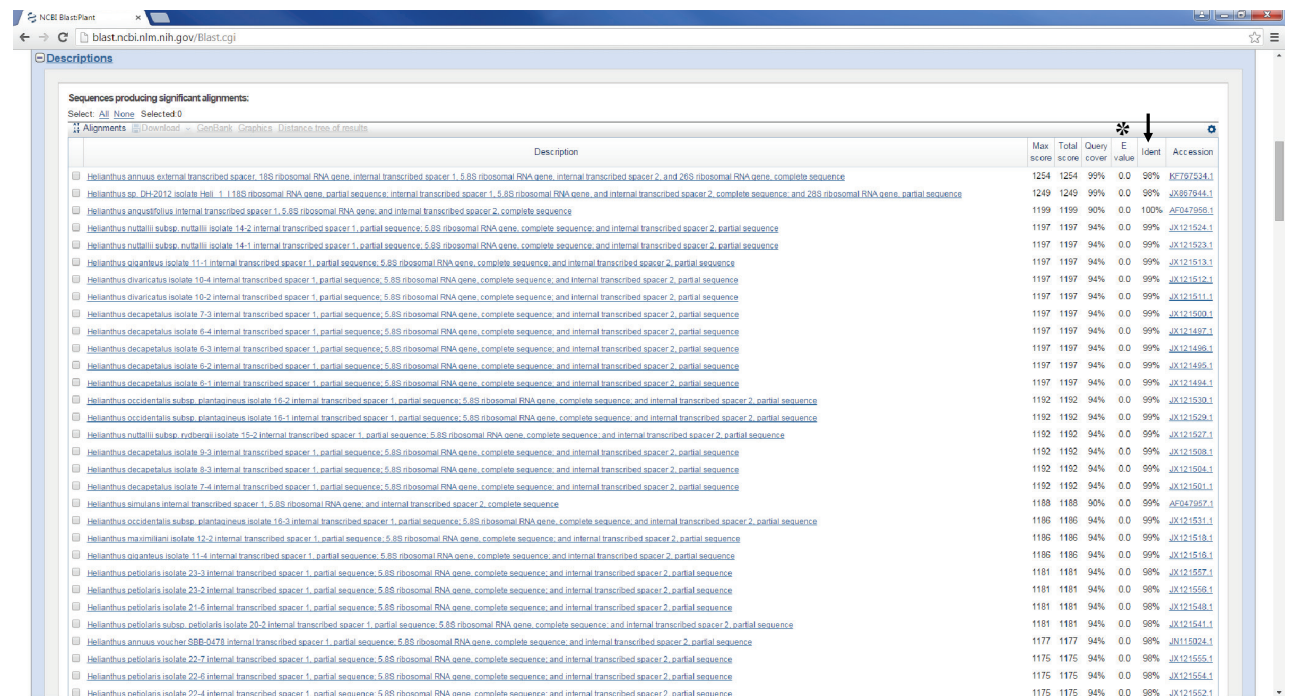 NCBI Blast:Plant
blast.ncbi.nlm.nih.gov/Blast.cgi
Descriptions
Sequences producing significant alignments:
Select: All None Selected:0
Alignments Download GenBank Graphics Distance tree of results
Description Max score Total score Query cover E value Ident Accession
Helianthus annuus external transcribed spacer, 18S ribosomal RNA gene, internal transcribed spacer 1, 5.8S ribosomal RNA gene, internal transcribed spacer 2, and 26S ribosomal RNA gene, complete sequence 1254 1254 99% 0.0 98% KF767534.1
Helianthus sp. DH-2012 isolate Heli_1_I 18S ribosomal RNA gene, partial sequence; internal transcribed spacer 1, 5.8S ribosomal RNA gene, and internal transcribed spacer 2, complete sequence; and 28S ribosomal RNA gene, partial sequence 1249 1249 99% 0.0 98% JX867644.1
Helianthus angustifolius internal transcribed spacer 1, 5.8S ribosomal RNA gene; and internal transcribed spacer 2, complete sequence 1199 1199 90% 0.0 100% AF047956.1
Helianthus nuttallii subsp. nuttallii isolate 14-2 internal transcribed spacer 1, partial sequence; 5.8S ribosomal RNA gene, complete sequence; and internal transcribed spacer 2, partial sequence 1197 1197 94% 0.0 99% JX121524.1
Helianthus nuttallii subsp. nuttallii isolate 14-1 internal transcribed spacer 1, partial sequence; 5.8S ribosomal RNA gene, complete sequence; and internal transcribed spacer 2, partial sequence 1197 1197 94% 0.0 99% JX121523.1
Helianthus giganteus isolate 11-1 internal transcribed spacer 1, partial sequence; 5.8S ribosomal RNA gene, complete sequence; and internal transcribed spacer 2, partial sequence 1197 1197 94% 0.0 99% JX121513.1
Helianthus divaricatus isolate 10-4 internal transcribed spacer 1, partial sequence; 5.8S ribosomal RNA gene, complete sequence; and internal transcribed spacer 2, partial sequence 1197 1197 94% 0.0 99% JX121512.1
Helianthus divaricatus isolate 10-2 internal transcribed spacer 1, partial sequence; 5.8S ribosomal RNA gene, complete sequence; and internal transcribed spacer 2, partial sequence 1197 1197 94% 0.0 99% JX121511.1
Helianthus decapetalus isolate 7-3 internal transcribed spacer 1, partial sequence; 5.8S ribosomal RNA gene, complete sequence; and internal transcribed spacer 2, partial sequence 1197 1197 94% 0.0 99% JX121500.1
Helianthus decapetalus isolate 6-4 internal transcribed spacer 1, partial sequence; 5.8S ribosomal RNA gene, complete sequence; and internal transcribed spacer 2, partial sequence 1197 1197 94% 0.0 99% JX121497.1
Helianthus decapetalus isolate 6-3 internal transcribed spacer 1, partial sequence; 5.8S ribosomal RNA gene, complete sequence; and internal transcribed spacer 2, partial sequence 1197 1197 94% 0.0 99% JX121496.1
Helianthus decapetalus isolate 6-2 internal transcribed spacer 1, partial sequence; 5.8S ribosomal RNA gene, complete sequence; and internal transcribed spacer 2, partial sequence 1197 1197 94% 0.0 99% JX121495.1
Helianthus decapetalus isolate 6-1 internal transcribed spacer 1, partial sequence; 5.8S ribosomal RNA gene, complete sequence; and internal transcribed spacer 2, partial sequence 1197 1197 94% 0.0 99% JX121494.1
Helianthus occidentalis subsp. plantagineus isolate 16-2 internal transcribed spacer 1, partial sequence; 5.8S ribosomal RNA gene, complete sequence; and internal transcribed spacer 2, partial sequence 1192 1192 94% 0.0 99% JX121530.1
Helianthus occidentalis subsp. plantagineus isolate 16-1 internal transcribed spacer 1, partial sequence; 5.8S ribosomal RNA gene, complete sequence; and internal transcribed spacer 2, partial sequence 1192 1192 94% 0.0 99% JX121529.1
Helianthus nuttallii subsp. rydbergii isolate 15-2 internal transcribed spacer 1, partial sequence; 5.8S ribosomal RNA gene, complete sequence; and internal transcribed spacer 2, partial sequence 1192 1192 94% 0.0 99% JX121527.1
Helianthus decapetalus isolate 9-3 internal transcribed spacer 1, partial sequence; 5.8S ribosomal RNA gene, complete sequence; and internal transcribed spacer 2, partial sequence 1192 1192 94% 0.0 99% JX121508.1
Helianthus decapetalus isolate 8-3 internal transcribed spacer 1, partial sequence; 5.8S ribosomal RNA gene, complete sequence; and internal transcribed spacer 2, partial sequence 1192 1192 94% 0.0 99% JX121504.1
Helianthus decapetalus isolate 7-4 internal transcribed spacer 1, partial sequence; 5.8S ribosomal RNA gene, complete sequence; and internal transcribed spacer 2, partial sequence 1192 1192 94% 0.0 99% JX121501.1
Helianthus simulans internal transcribed spacer 1, 5.8S ribosomal RNA gene; and internal transcribed spacer 2, complete sequence 1188 1188 90% 0.0 99% AF047957.1
Helianthus occidentalis subsp. plantagineus isolate 16-3 internal transcribed spacer 1, partial sequence; 5.8S ribosomal RNA gene, complete sequence; and internal transcribed spacer 2, partial sequence 1186 1186 94% 0.0 99% JX121531.1
Helianthus maximiliani isolate 12-2 internal transcribed spacer 1, partial sequence; 5.8S ribosomal RNA gene, complete sequence; and internal transcribed spacer 2, partial sequence 1186 1186 94% 0.0 99% JX121518.1
Helianthus giganteus isolate 11-4 internal transcribed spacer 1, partial sequence; 5.8S ribosomal RNA gene, complete sequence; and internal transcribed spacer 2, partial sequence 1186 1186 94% 0.0 99% JX121516.1
Helianthus petiolaris isolate 23-3 internal transcribed spacer 1, partial sequence; 5.8S ribosomal RNA gene, complete sequence; and internal transcribed spacer 2, partial sequence 1181 1181 94% 0.0 98% JX121557.1
Helianthus petiolaris isolate 23-2 internal transcribed spacer 1, partial sequence; 5.8S ribosomal RNA gene, complete sequence; and internal transcribed spacer 2, partial sequence 1181 1181 94% 0.0 98% JX121556.1
Helianthus petiolaris isolate 21-6 internal transcribed spacer 1, partial sequence; 5.8S ribosomal RNA gene, complete sequence; and internal transcribed spacer 2, partial sequence 1181 1181 94% 0.0 98% JX121548.1
Helianthus petiolaris subsp. petiolaris isolate 20-2 internal transcribed spacer 1, partial sequence; 5.8S ribosomal RNA gene, complete sequence; and internal transcribed spacer 2, partial sequence 1181 1181 94% 0.0 98% JX121541.1
Helianthus annuus voucher SBB-0478 internal transcribed spacer 1, partial sequence; 5.8S ribosomal RNA gene, complete sequence; and internal transcribed spacer 2, partial sequence 1177 1177 94% 0.0 98% JN115024.1
Helianthus petiolaris isolate 22-7 internal transcribed spacer 1, partial sequence; 5.8S ribosomal RNA gene, complete sequence; and internal transcribed spacer 2, partial sequence 1175 1175 94% 0.0 98% JX121555.1
Helianthus petiolaris isolate 22-6 internal transcribed spacer 1, partial sequence; 5.8S ribosomal RNA gene, complete sequence; and internal transcribed spacer 2, partial sequence 1175 1175 94% 0.0 98% JX121554.1
Helianthus petiolaris isolate 22-4 internal transcribed spacer 1, partial sequence; 5.8S ribosomal RNA gene, complete sequence; and internal transcribed spacer 2, partial sequence 1175 1175 94% 0.0 98% JX121552.1